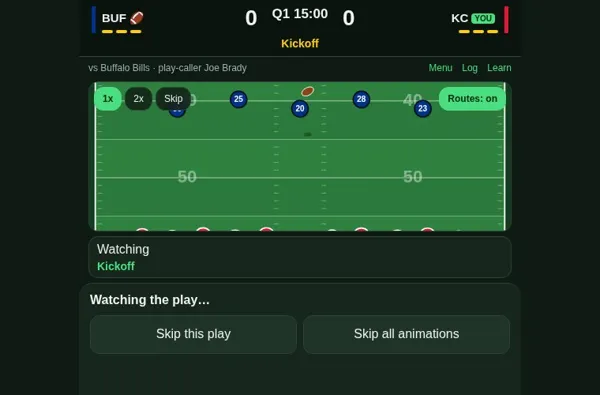 BUF
0
Q1 15:00
0
KC YOU
Kickoff
vs Buffalo Bills · play-caller Joe Brady
Menu Log Learn
1x 2x Skip
Routes: on
40
25
20
28
23
50 50
Watching
Kickoff
Watching the play…
Skip this play
Skip all animations